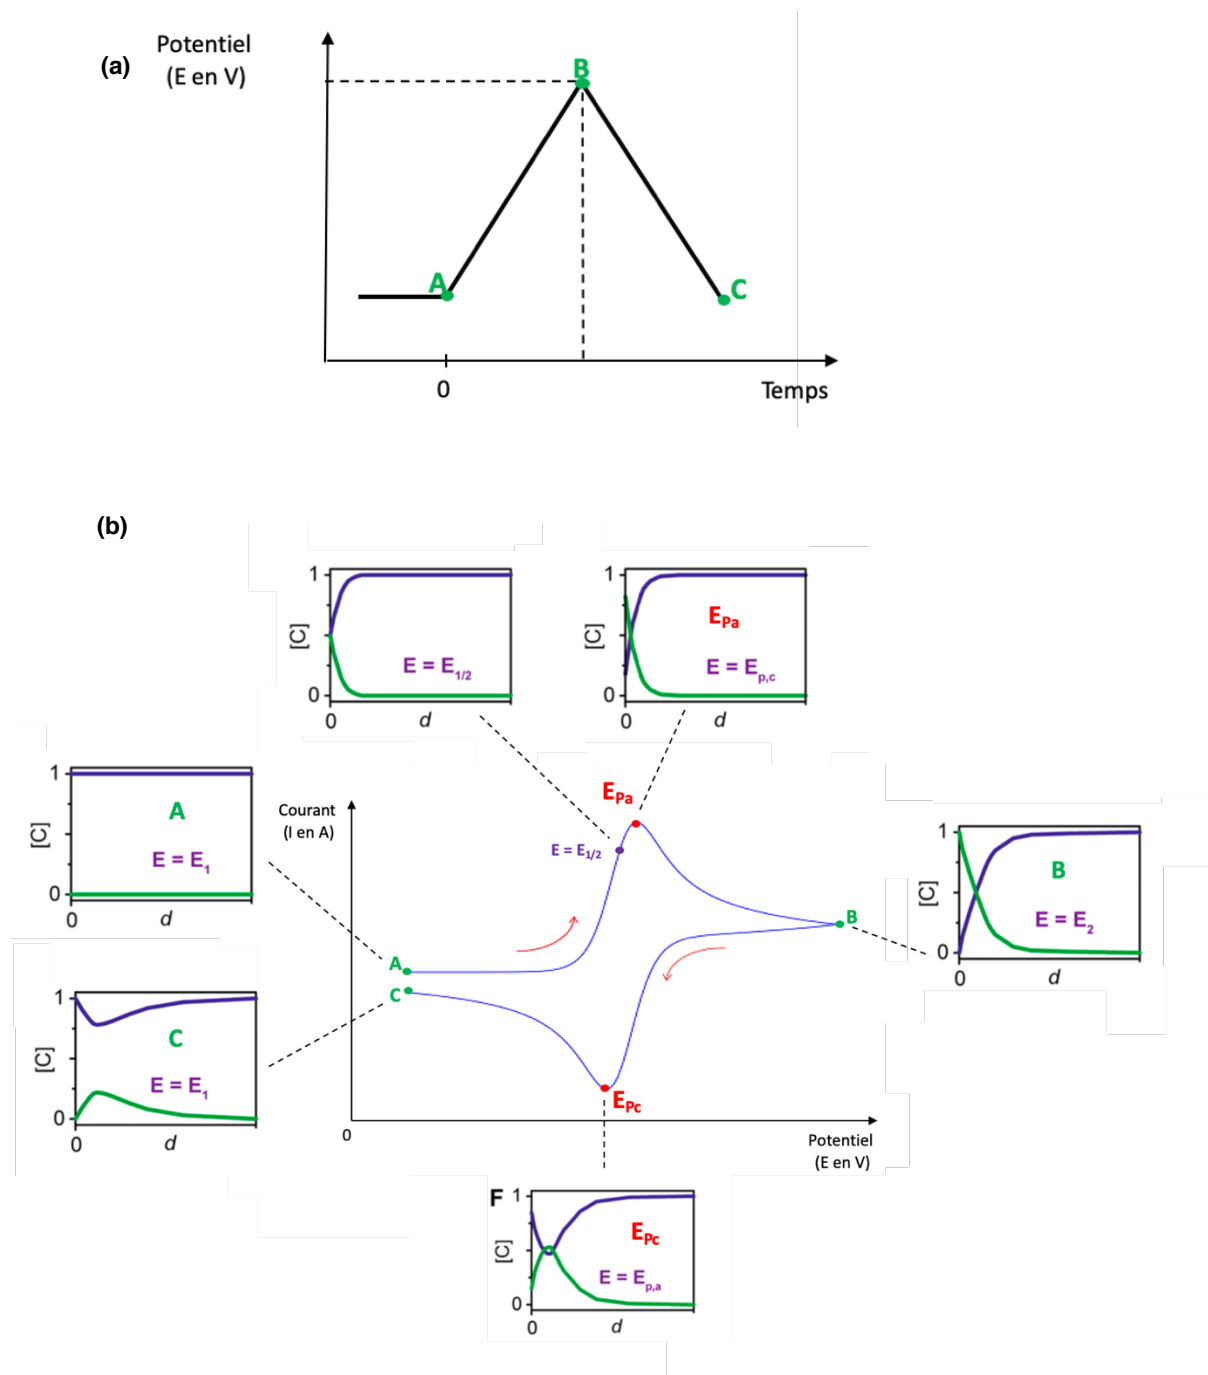 (a)
Potentiel
(E en V)
B
A
C
0
Temps
(b)
1
[C]
0
E = E1/2
0
d
1
[C]
0
EPa
E = Ep,c
0
d
1
[C]
0
A
E = E1
0
d
Courant
(I en A)
EPa
E = E1/2
A
C
B
EPc
0
Potentiel
(E en V)
1
[C]
0
B
E = E2
0
d
1
[C]
0
C
E = E1
0
d
F
1
[C]
0
EPc
E = Ep,a
0
d